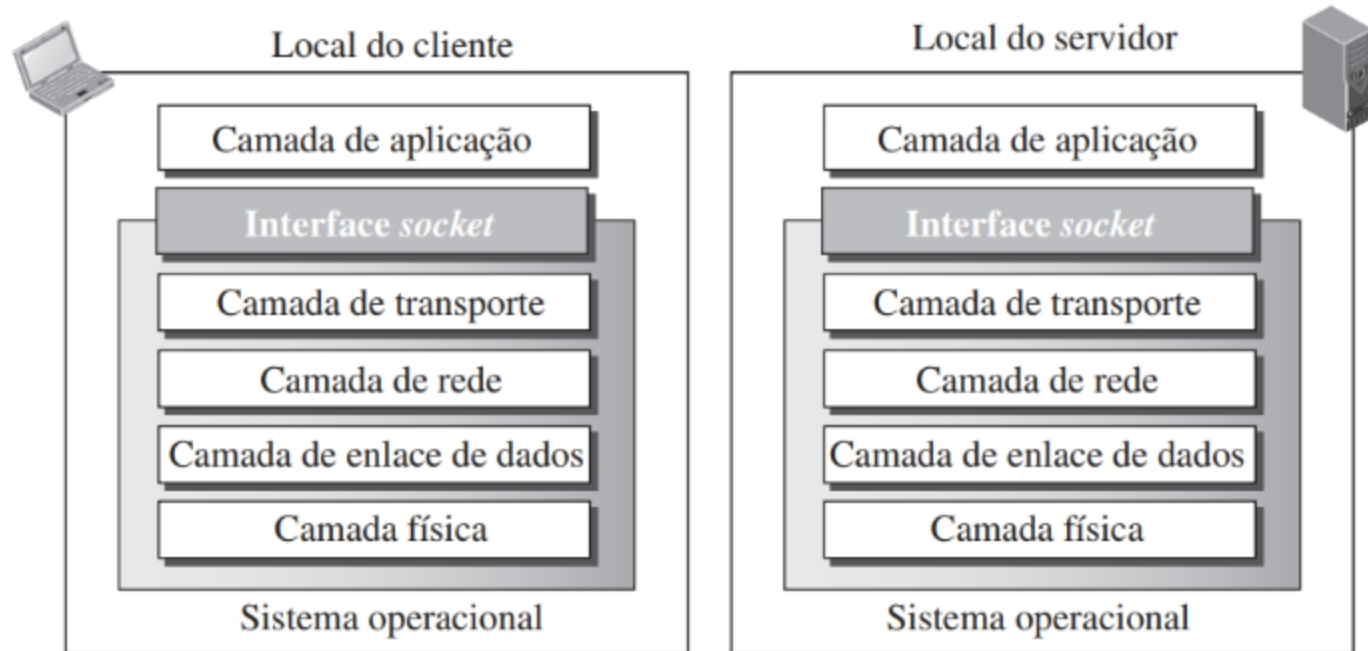 Local do cliente
Camada de aplicação
Interface socket
Camada de transporte
Camada de rede
Camada de enlace de dados
Camada física
Sistema operacional
Local do servidor
Camada de aplicação
Interface socket
Camada de transporte
Camada de rede
Camada de enlace de dados
Camada física
Sistema operacional